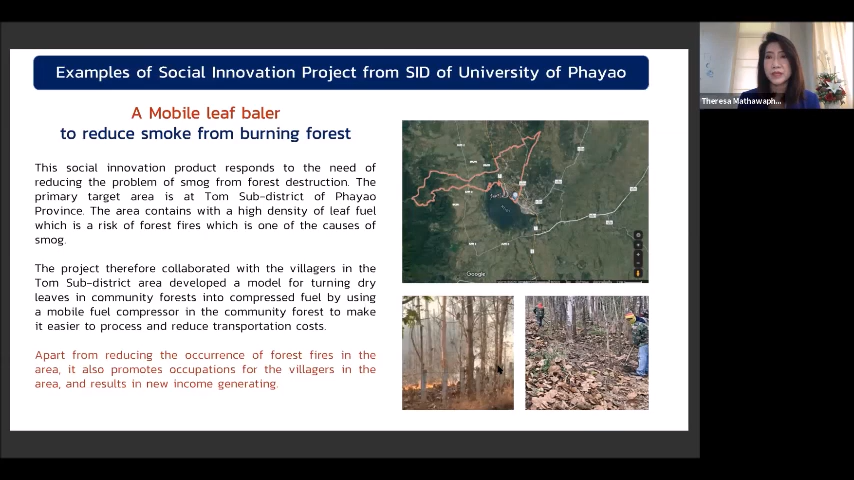 Examples of Social Innovation Project from SID of University of Phayao
A Mobile leaf baler
to reduce smoke from burning forest
This social innovation product responds to the need of
reducing the problem of smog from forest destruction. The
primary target area is at Tom Sub-district of Phayao
Province. The area contains with a high density of leaf fuel
which is a risk of forest fires which is one of the causes of
smog.
The project therefore collaborated with the villagers in the
Tom Sub-district area developed a model for turning dry
leaves in community forests into compressed fuel by using
a mobile fuel compressor in the community forest to make
it easier to process and reduce transportation costs.
Apart from reducing the occurrence of forest fires in the
area, it also promotes occupations for the villagers in the
area, and results in new income generating.
Google
Theresa Mathawaph...